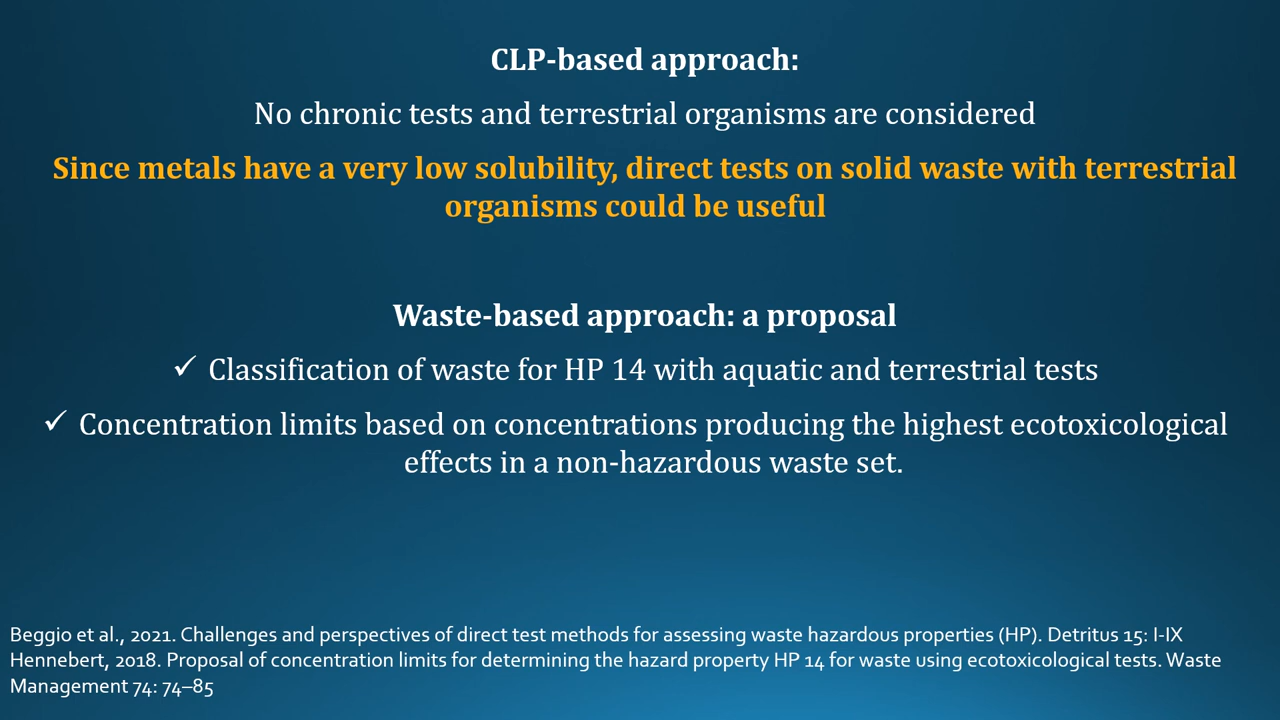 CLP-based approach:
No chronic tests and terrestrial organisms are considered
Since metals have a very low solubility, direct tests on solid waste with terrestrial
organisms could be useful
Waste-based approach: a proposal
✓ Classification of waste for HP 14 with aquatic and terrestrial tests
✓ Concentration limits based on concentrations producing the highest ecotoxicological
effects in a non-hazardous waste set.
Beggio et al., 2021. Challenges and perspectives of direct test methods for assessing waste hazardous properties (HP). Detritus 15: I-IX
Hennebert, 2018. Proposal of concentration limits for determining the hazard property HP 14 for waste using ecotoxicological tests. Waste
Management 74: 74–85